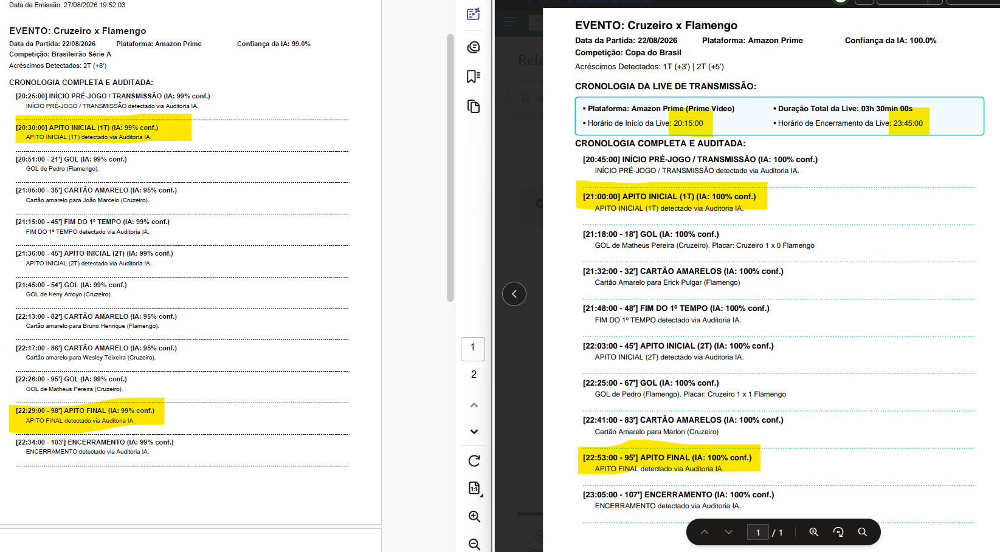 Data de Emissão: 27/08/2026 19:52:03
EVENTO: Cruzeiro x Flamengo
Data da Partida: 22/08/2026 Plataforma: Amazon Prime Confiança da IA: 99.0%
Competição: Brasileirão Série A
Acréscimos Detectados: 2T (+8')
CRONOLOGIA COMPLETA E AUDITADA:
[20:25:00] INÍCIO PRÉ-JOGO / TRANSMISSÃO (IA: 99% conf.)
INÍCIO PRÉ-JOGO / TRANSMISSÃO detectado via Auditoria IA.
[20:30:00] APITO INICIAL (1T) (IA: 99% conf.)
APITO INICIAL (1T) detectado via Auditoria IA.
[20:51:00 - 21'] GOL (IA: 99% conf.)
GOL de Pedro (Flamengo).
[21:05:00 - 35'] CARTÃO AMARELO (IA: 95% conf.)
Cartão amarelo para João Marcelo (Cruzeiro).
[21:15:00 - 45'] FIM DO 1º TEMPO (IA: 99% conf.)
FIM DO 1º TEMPO detectado via Auditoria IA.
[21:36:00 - 45'] APITO INICIAL (2T) (IA: 99% conf.)
APITO INICIAL (2T) detectado via Auditoria IA.
[21:45:00 - 54'] GOL (IA: 99% conf.)
GOL de Keny Arroyo (Cruzeiro).
[22:13:00 - 82'] CARTÃO AMARELO (IA: 95% conf.)
Cartão amarelo para Bruno Henrique (Flamengo).
[22:17:00 - 86'] CARTÃO AMARELO (IA: 95% conf.)
Cartão amarelo para Wesley Teixeira (Cruzeiro).
[22:26:00 - 95'] GOL (IA: 99% conf.)
GOL de Matheus Pereira (Cruzeiro).
[22:29:00 - 98'] APITO FINAL (IA: 99% conf.)
APITO FINAL detectado via Auditoria IA.
[22:34:00 - 103'] ENCERRAMENTO (IA: 99% conf.)
ENCERRAMENTO detectado via Auditoria IA.
1
2
1:1
Rela
EVENTO: Cruzeiro x Flamengo
Data da Partida: 22/08/2026 Plataforma: Amazon Prime Confiança da IA: 100.0%
Competição: Copa do Brasil
Acréscimos Detectados: 1T (+3') | 2T (+5')
CRONOLOGIA DA LIVE DE TRANSMISSÃO:
• Plataforma: Amazon Prime (Prime Video) • Duração Total da Live: 03h 30min 00s
• Horário de Início da Live: 20:15:00 • Horário de Encerramento da Live: 23:45:00
CRONOLOGIA COMPLETA E AUDITADA:
[20:45:00] INÍCIO PRÉ-JOGO / TRANSMISSÃO (IA: 100% conf.)
INÍCIO PRÉ-JOGO / TRANSMISSÃO detectado via Auditoria IA.
[21:00:00] APITO INICIAL (1T) (IA: 100% conf.)
APITO INICIAL (1T) detectado via Auditoria IA.
[21:18:00 - 18'] GOL (IA: 100% conf.)
GOL de Matheus Pereira (Cruzeiro). Placar: Cruzeiro 1 x 0 Flamengo
[21:32:00 - 32'] CARTÃO AMARELOS (IA: 100% conf.)
Cartão Amarelo para Erick Pulgar (Flamengo)
[21:48:00 - 48'] FIM DO 1º TEMPO (IA: 100% conf.)
FIM DO 1º TEMPO detectado via Auditoria IA.
[22:03:00 - 45'] APITO INICIAL (2T) (IA: 100% conf.)
APITO INICIAL (2T) detectado via Auditoria IA.
[22:25:00 - 67'] GOL (IA: 100% conf.)
GOL de Pedro (Flamengo). Placar: Cruzeiro 1 x 1 Flamengo
[22:41:00 - 83'] CARTÃO AMARELOS (IA: 100% conf.)
Cartão Amarelo para Marlon (Cruzeiro)
[22:53:00 - 95'] APITO FINAL (IA: 100% conf.)
APITO FINAL detectado via Auditoria IA.
[23:05:00 - 107'] ENCERRAMENTO (IA: 100% conf.)
ENCERRAMENTO detectado via Auditoria IA.
1 / 1